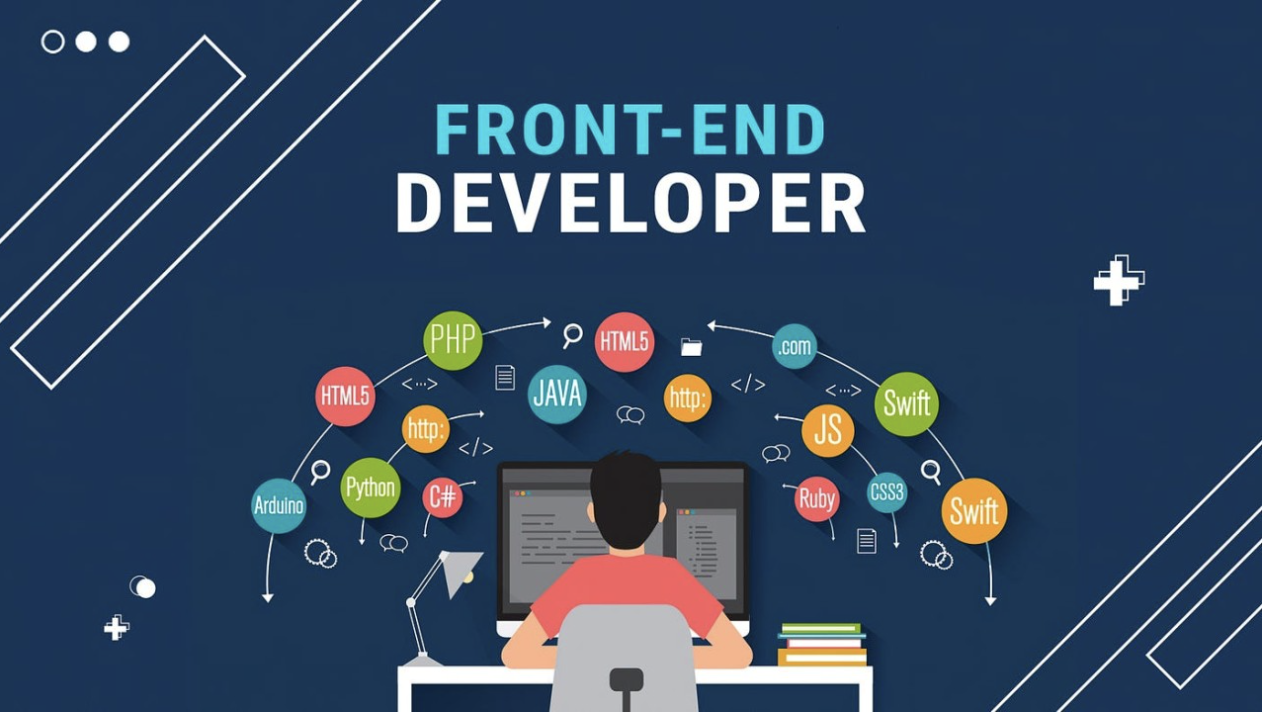 FRONT-END
DEVELOPER
PHP
HTML5
.com
HTML5
JAVA
http:
Swift
http:
JS
Python
C#
Ruby
CSS3
Arduino
Swift